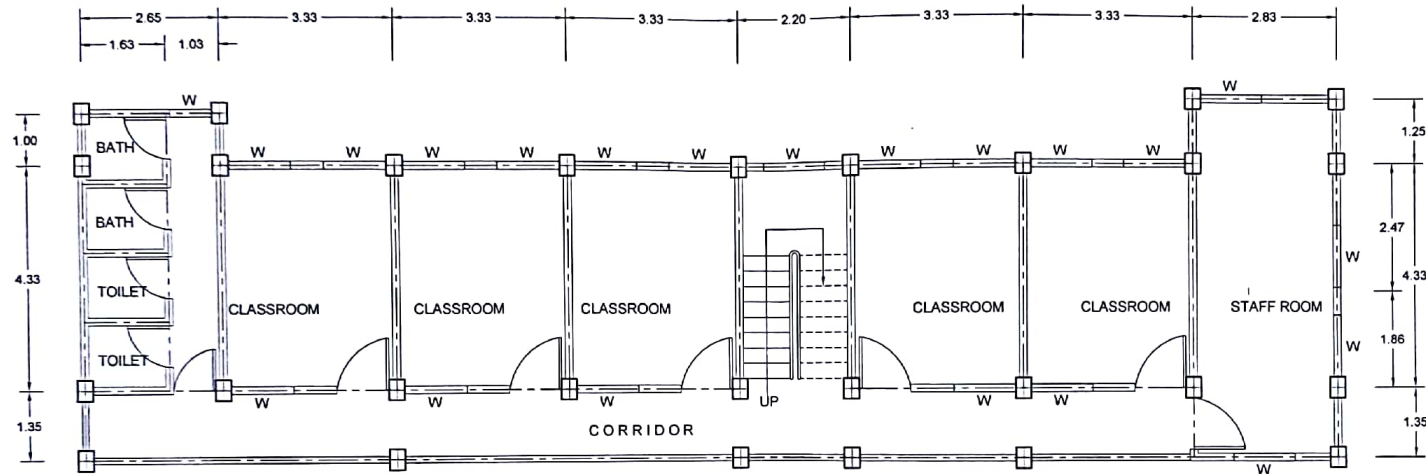 2.65 3.33 3.33 3.33 2.20 3.33 3.33 2.83
1.63 1.03
W W
1.00 1.25
BATH
W W W W W W W W W W W
BATH
2.47
W
4.33 TOILET 4.33
CLASSROOM CLASSROOM CLASSROOM CLASSROOM CLASSROOM STAFF ROOM
1.86
W
TOILET
W W W UP W W
1.35 1.35
CORRIDOR
W